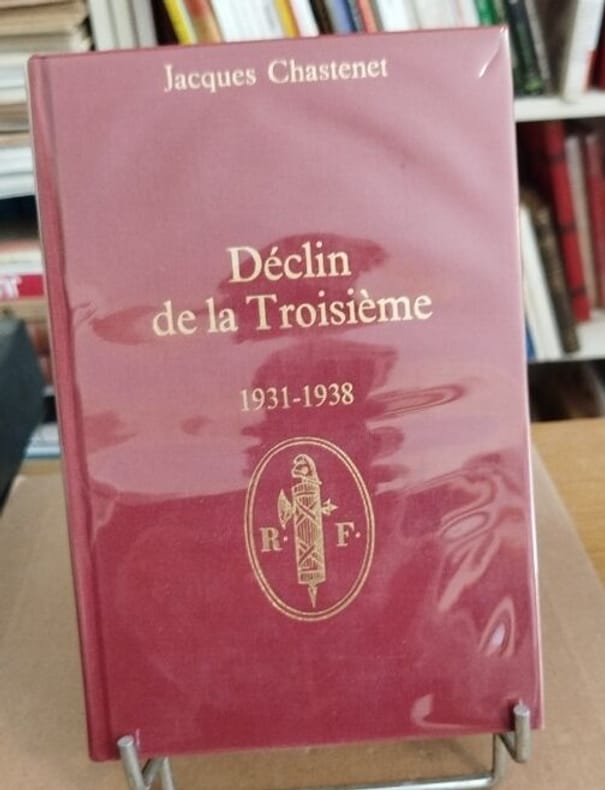 Jacques Chastenet
Déclin
de la Troisième
1931-1938
R. F.